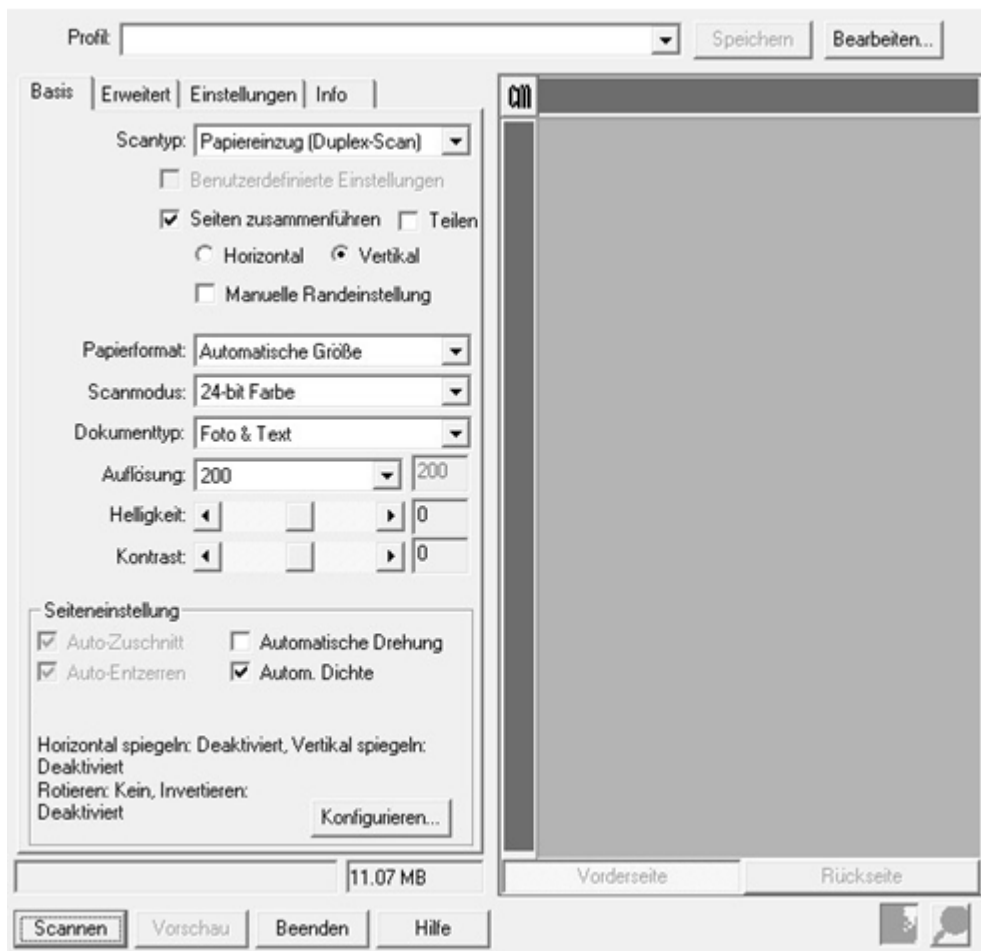 Profil: Speichern Bearbeiten...
Basis Erweitert Einstellungen Info cm
Scantyp: Papiereinzug (Duplex-Scan)
Benutzerdefinierte Einstellungen
Seiten zusammenführen Teilen
Horizontal Vertikal
Manuelle Randeinstellung
Papierformat: Automatische Größe
Scanmodus: 24-bit Farbe
Dokumenttyp: Foto & Text
Auflösung: 200 200
Helligkeit: 0
Kontrast: 0
Seiteneinstellung
Auto-Zuschnitt Automatische Drehung
Auto-Entzerren Autom. Dichte
Horizontal spiegeln: Deaktiviert, Vertikal spiegeln:
Deaktiviert
Rotieren: Kein, Invertieren:
Deaktiviert
Konfigurieren...
11.07 MB Vorderseite Rückseite
Scannen Vorschau Beenden Hilfe